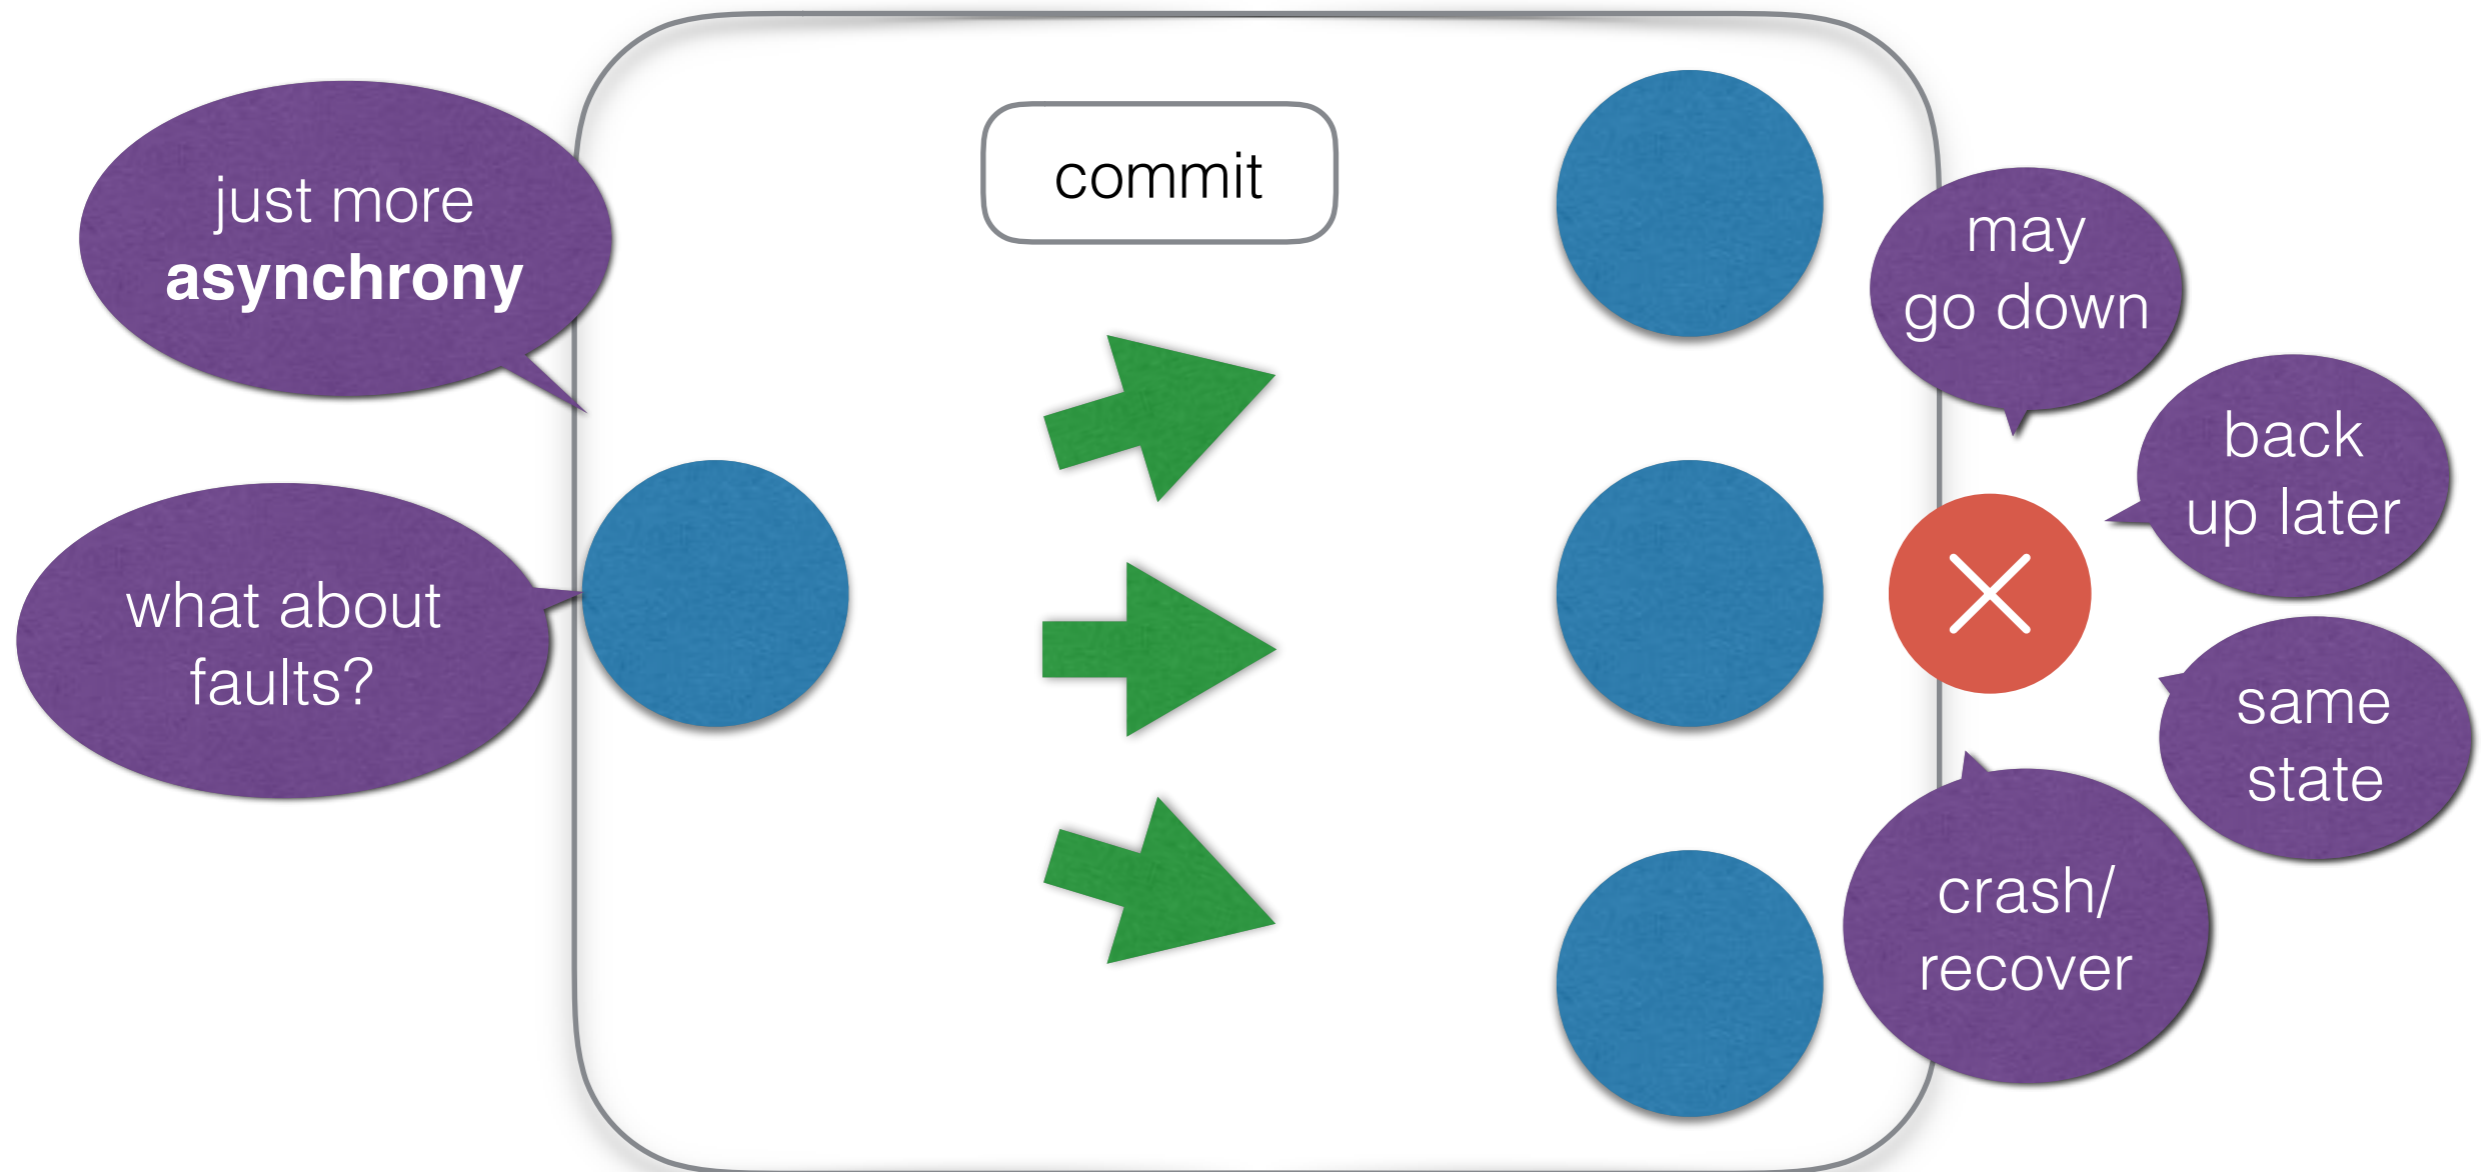 just more
asynchrony
what about
faults?
commit
may
go down
back
up later
same
state
crash/
recover